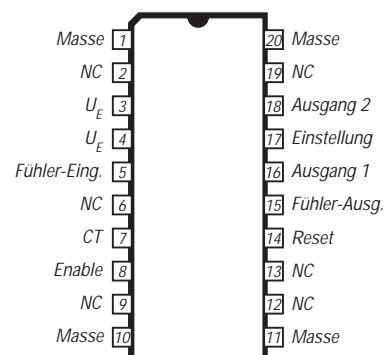 Masse 1 20 Masse
NC 2 19 NC
U_E 3 18 Ausgang 2
U_E 4 17 Einstellung
Fühler-Eing. 5 16 Ausgang 1
NC 6 15 Fühler-Ausg.
CT 7 14 Reset
Enable 8 13 NC
NC 9 12 NC
Masse 10 11 Masse